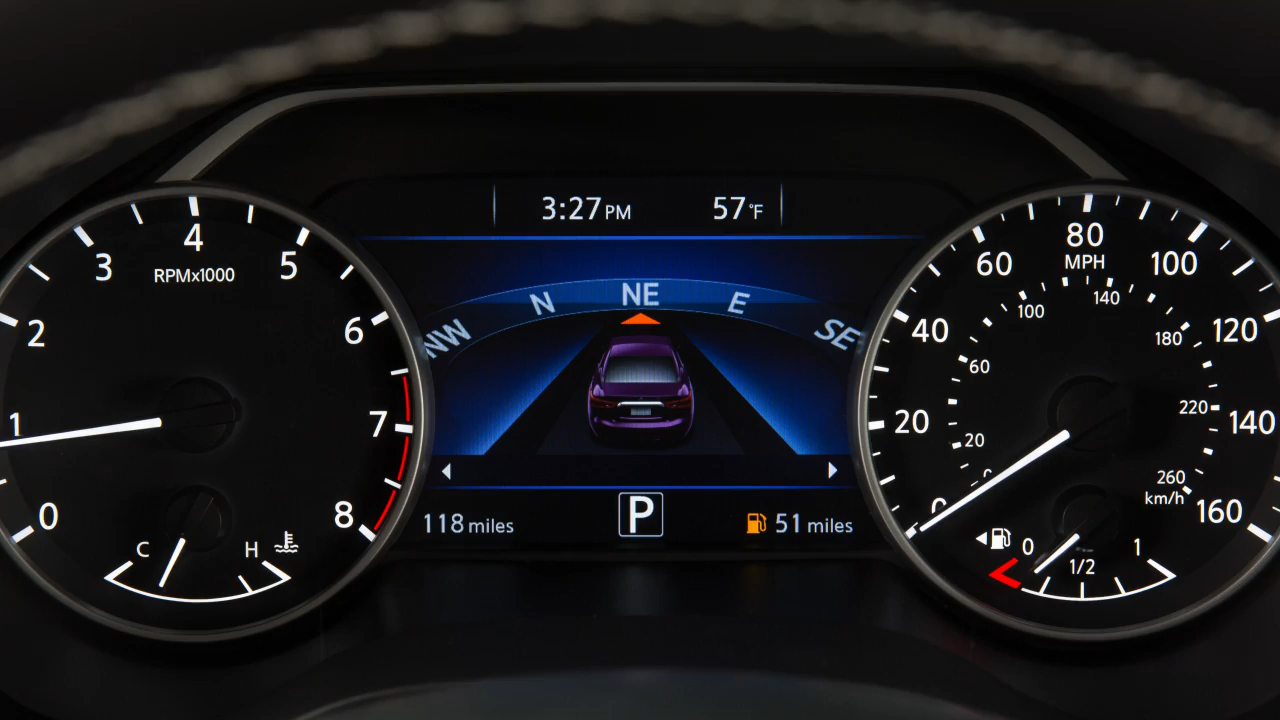 3:27PM 57°F
4
3 5
RPMx1000
2 6
1 7
0 8
C H
NW N NE E SE
118 miles P 51 miles
80
MPH
60 100
40 120
20 140
0 160
100 140
60 180
20 220
0 260
km/h
0 1/2 1